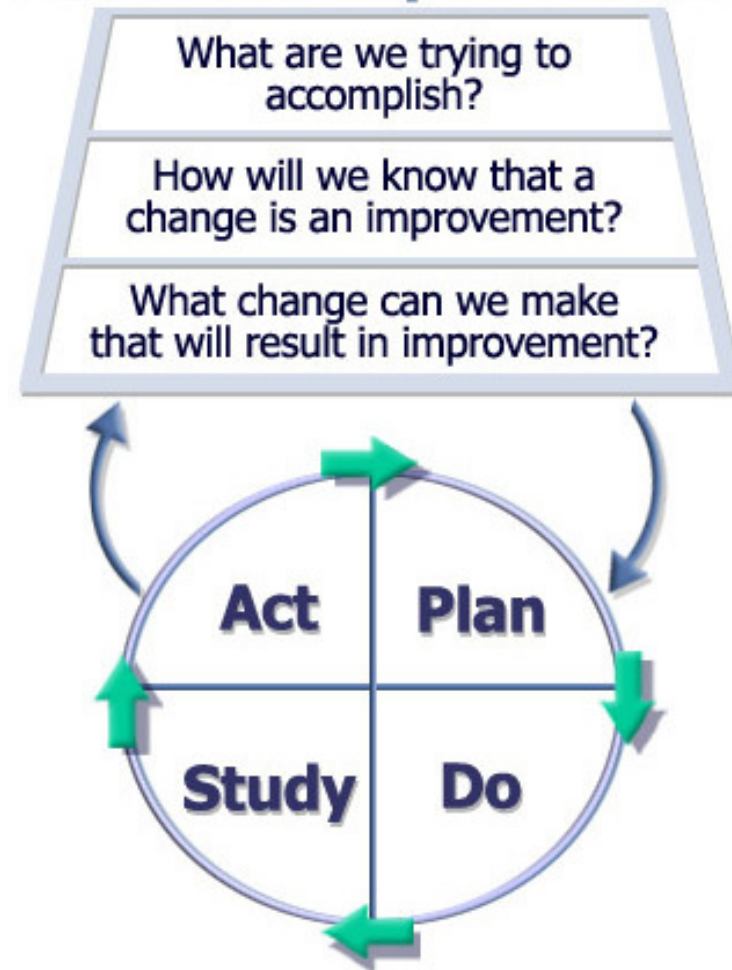 What are we trying to
accomplish?
How will we know that a
change is an improvement?
What change can we make
that will result in improvement?
Act Plan
Study Do